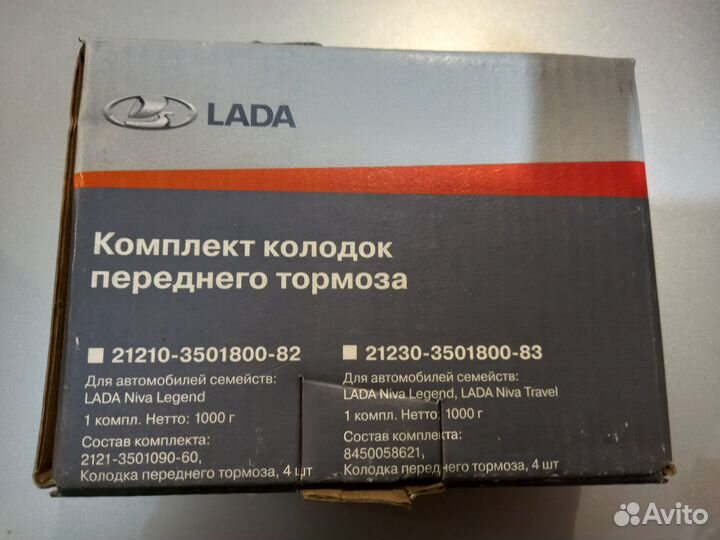 LADA
Комплект колодок
переднего тормоза
21210-3501800-82
Для автомобилей семейств:
LADA Niva Legend
1 компл. Нетто: 1000 г
Состав комплекта:
2121-3501090-60,
Колодка переднего тормоза, 4 шт
21230-3501800-83
Для автомобилей семейств:
LADA Niva Legend, LADA Niva Travel
1 компл. Нетто: 1000 г
Состав комплекта:
8450058621,
Колодка переднего тормоза, 4 шт
Avito